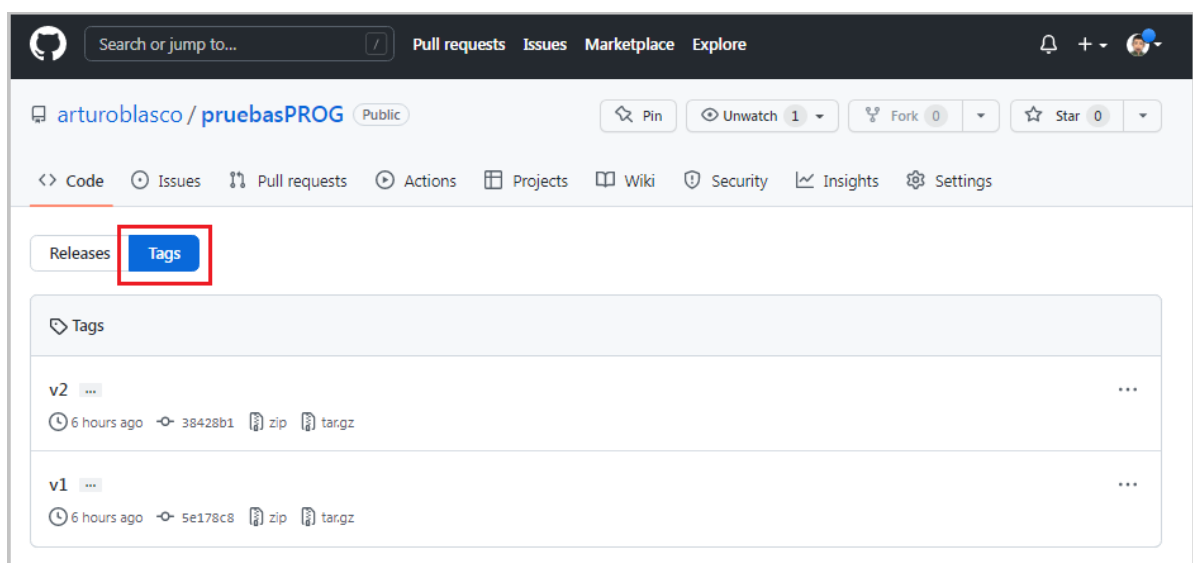 Search or jump to... / Pull requests Issues Marketplace Explore
arturoblasco / pruebasPROG Public Pin Unwatch 1 Fork 0 Star 0
<> Code Issues Pull requests Actions Projects Wiki Security Insights Settings
Releases Tags
Tags
v2 ...
6 hours ago 38428b1 zip tar.gz
v1 ...
6 hours ago 5e178c8 zip tar.gz